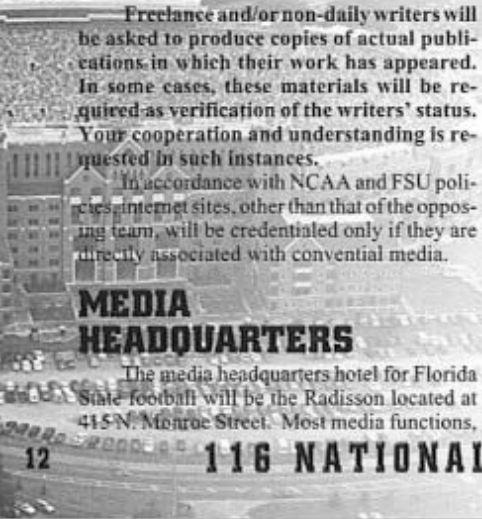 Freelance and/or non-daily writers will
be asked to produce copies of actual publi-
cations in which their work has appeared.
In some cases, these materials will be re-
quired as verification of the writers' status.
Your cooperation and understanding is re-
quested in such instances.
In accordance with NCAA and FSU poli-
cies, internet sites, other than that of the oppos-
ing team, will be credentialed only if they are
directly associated with convential media.
MEDIA
HEADQUARTERS
The media headquarters hotel for Florida
State football will be the Radisson located at
415 N. Monroe Street. Most media functions,
12 116 NATIONAL